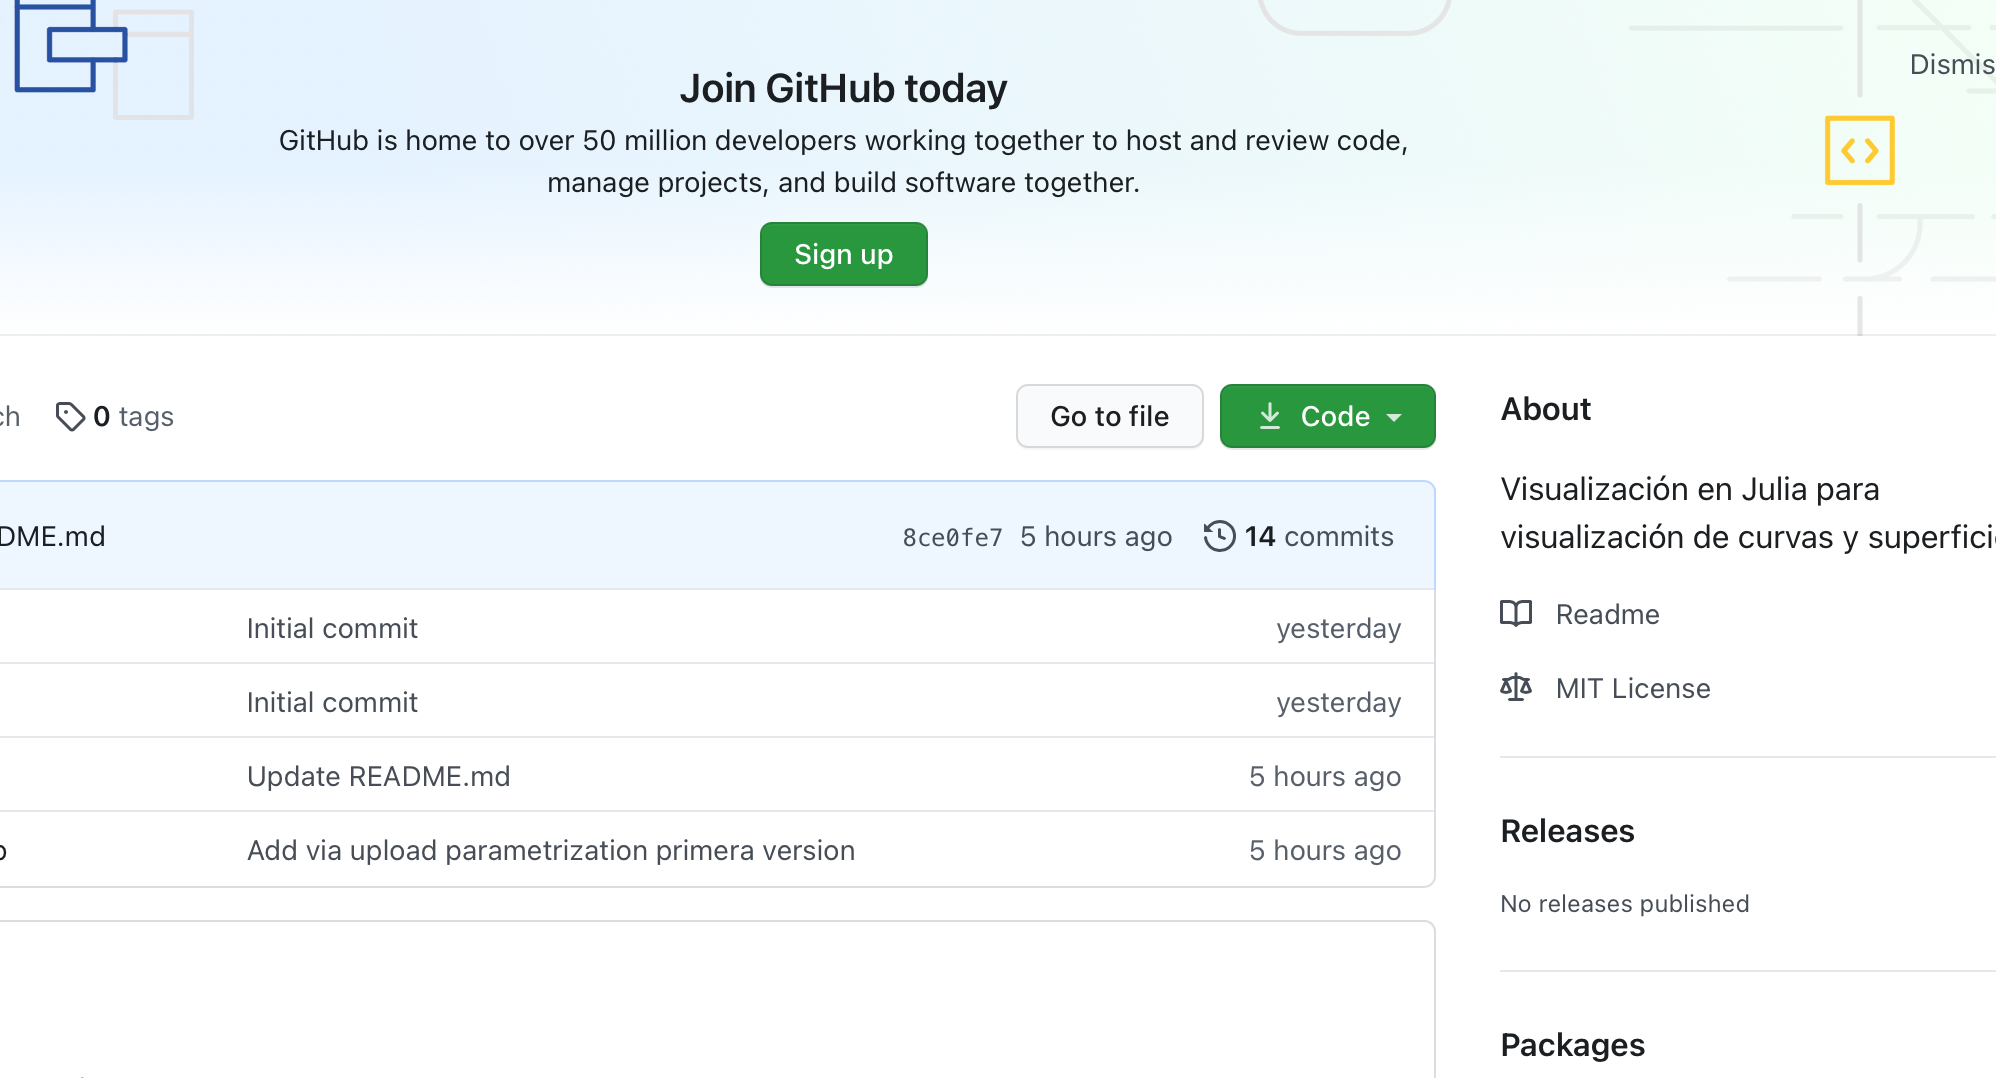 Join GitHub today
Dismis
GitHub is home to over 50 million developers working together to host and review code,
manage projects, and build software together.
Sign up
ch 0 tags
Go to file
Code
About
Visualización en Julia para
visualización de curvas y superfici
DME.md 8ce0fe7 5 hours ago 14 commits
Initial commit yesterday
Initial commit yesterday
Update README.md 5 hours ago
Add via upload parametrization primera version 5 hours ago
Readme
MIT License
Releases
No releases published
Packages